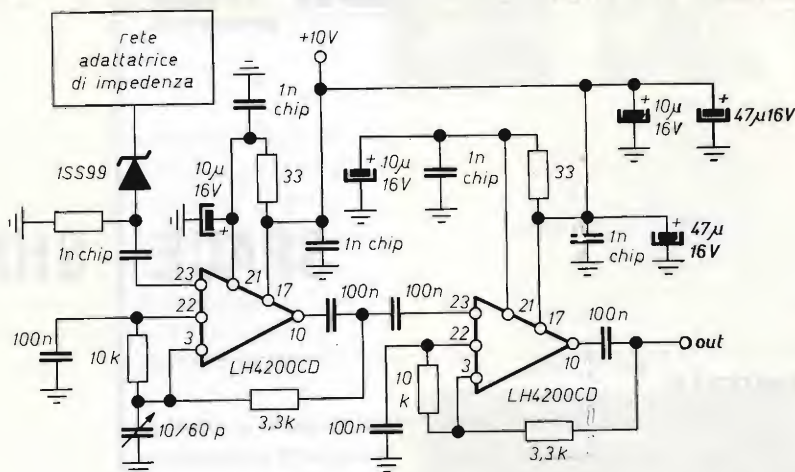 rete
adattatrice
di impedenza
+10V
1n
chip
1SS99
10µ
16V
33
10µ
16V
1n
chip
33
10µ
16V
47µ16V
1n chip
1n chip
1n
chip
47µ
16V
23
21
17
22
3
10
100n
10k
LH4200CD
100n
100n
10/60 p
3,3k
23
21
17
22
3
10
100n
out
10
k
100n
LH4200CD
3,3k